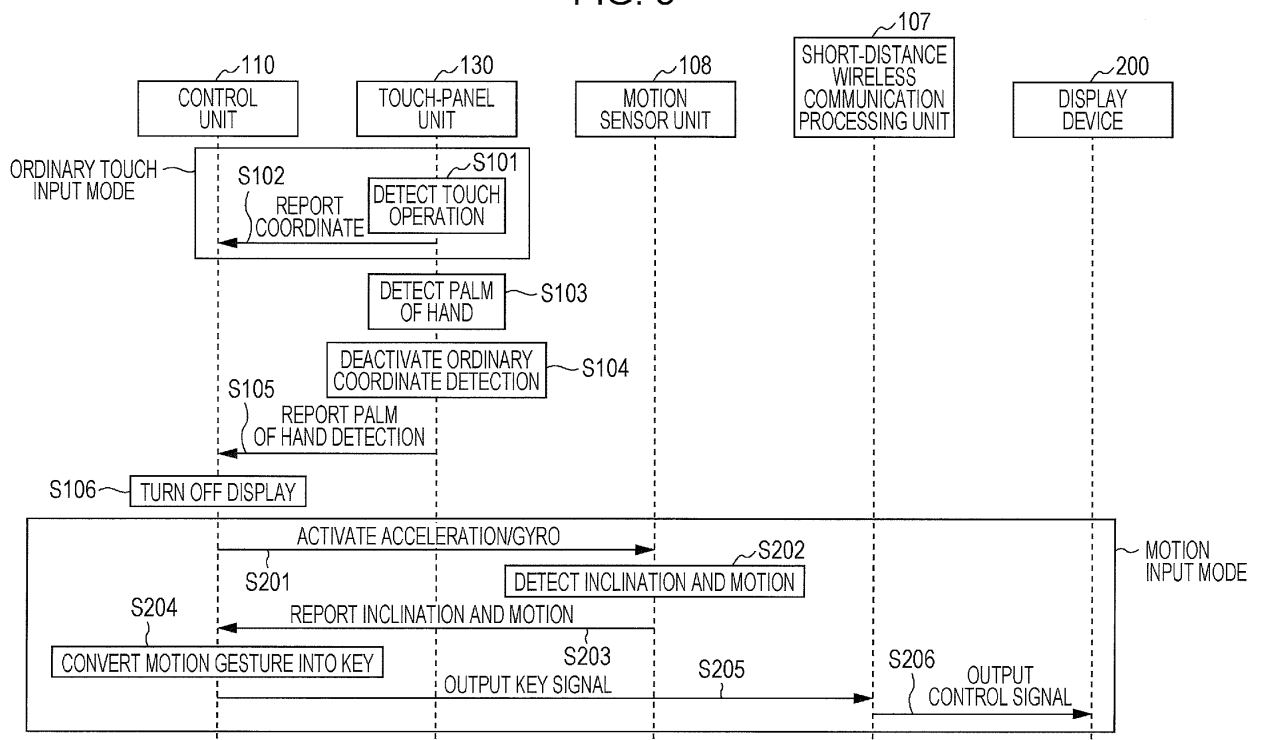 110
CONTROL
UNIT
130
TOUCH-PANEL
UNIT
108
MOTION
SENSOR UNIT
107
SHORT-DISTANCE
WIRELESS
COMMUNICATION
PROCESSING UNIT
200
DISPLAY
DEVICE
ORDINARY TOUCH
INPUT MODE
S101
DETECT TOUCH
OPERATION
S102
REPORT
COORDINATE
DETECT PALM
OF HAND
S103
DEACTIVATE ORDINARY
COORDINATE DETECTION
S104
S105
REPORT PALM
OF HAND DETECTION
S106
TURN OFF DISPLAY
ACTIVATE ACCELERATION/GYRO
S201
S202
DETECT INCLINATION AND MOTION
MOTION
INPUT MODE
REPORT INCLINATION AND MOTION
S203
S204
CONVERT MOTION GESTURE INTO KEY
OUTPUT KEY SIGNAL
S205
S206
OUTPUT
CONTROL SIGNAL